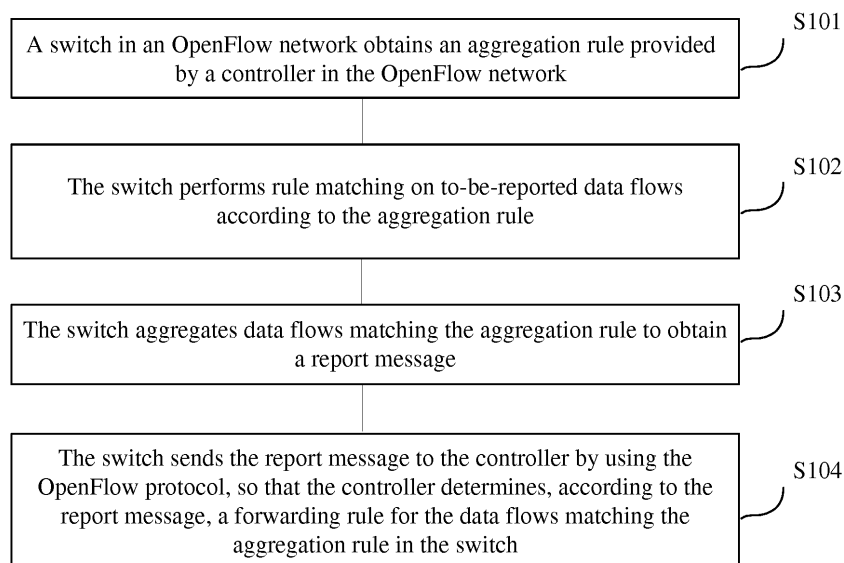 S101
A switch in an OpenFlow network obtains an aggregation rule provided
by a controller in the OpenFlow network
S102
The switch performs rule matching on to-be-reported data flows
according to the aggregation rule
S103
The switch aggregates data flows matching the aggregation rule to obtain
a report message
S104
The switch sends the report message to the controller by using the
OpenFlow protocol, so that the controller determines, according to the
report message, a forwarding rule for the data flows matching the
aggregation rule in the switch